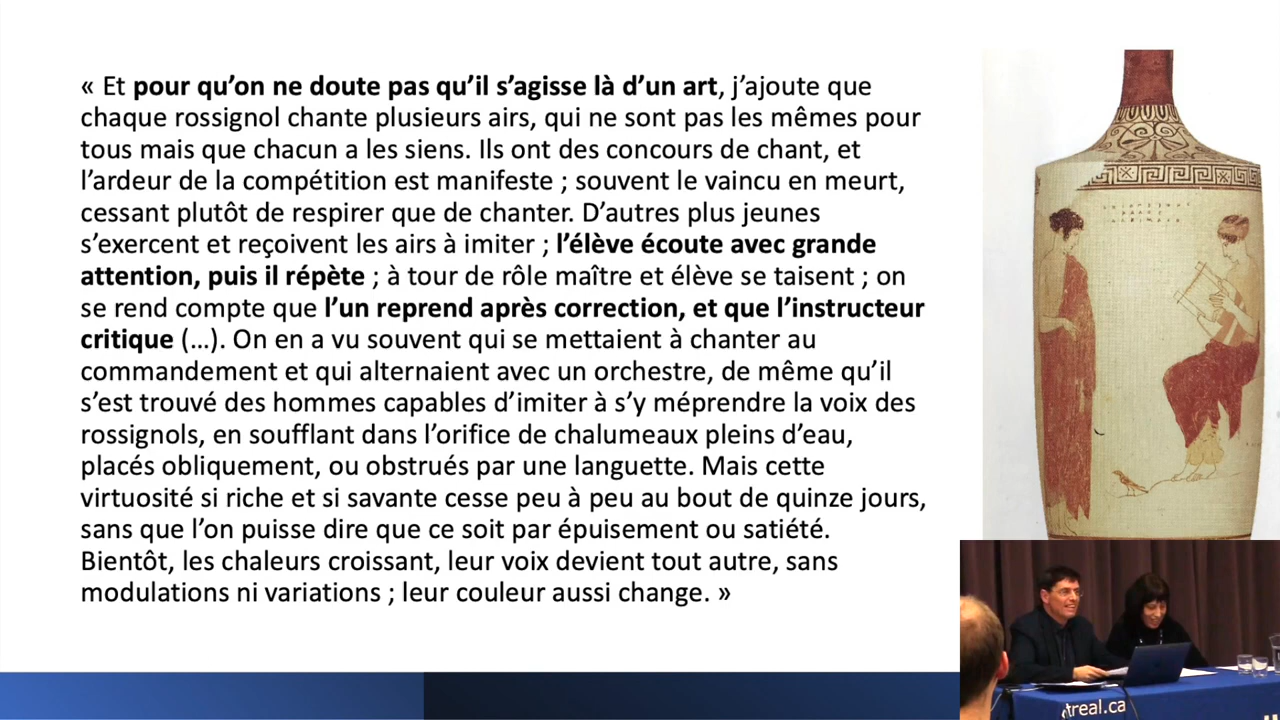 « Et pour qu’on ne doute pas qu’il s’agisse là d’un art, j’ajoute que
chaque rossignol chante plusieurs airs, qui ne sont pas les mêmes pour
tous mais que chacun a les siens. Ils ont des concours de chant, et
l’ardeur de la compétition est manifeste ; souvent le vaincu en meurt,
cessant plutôt de respirer que de chanter. D’autres plus jeunes
s’exercent et reçoivent les airs à imiter ; l’élève écoute avec grande
attention, puis il répète ; à tour de rôle maître et élève se taisent ; on
se rend compte que l’un reprend après correction, et que l’instructeur
critique (…). On en a vu souvent qui se mettaient à chanter au
commandement et qui alternaient avec un orchestre, de même qu’il
s’est trouvé des hommes capables d’imiter à s’y méprendre la voix des
rossignols, en soufflant dans l’orifice de chalumeaux pleins d’eau,
placés obliquement, ou obstrués par une languette. Mais cette
virtuosité si riche et si savante cesse peu à peu au bout de quinze jours,
sans que l’on puisse dire que ce soit par épuisement ou satiété.
Bientôt, les chaleurs croissant, leur voix devient tout autre, sans
modulations ni variations ; leur couleur aussi change. »
treal.ca